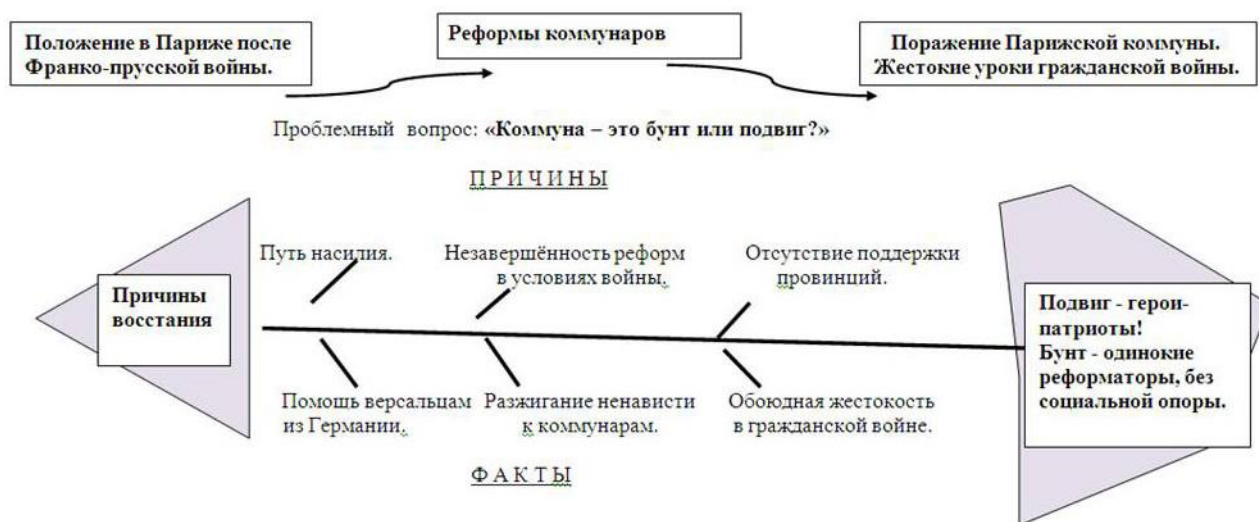 Положение в Париже после
Франко-прусской войны.
Реформы коммунаров
Поражение Парижской коммуны.
Жестокие уроки гражданской войны.
Проблемный вопрос: «Коммуна – это бунт или подвиг?»
ПРИЧИНЫ
Путь насилия.
Незавершённость реформ
в условиях войны.
Отсутствие поддержки
провинций.
Причины
восстания
Подвиг - герои-
патриоты!
Бунт - одинокие
реформаторы, без
социальной опоры.
Помощь версальцам
из Германии.
Разжигание ненависти
к коммунарам.
Обоюдная жестокость
в гражданской войне.
ФАКТЫ